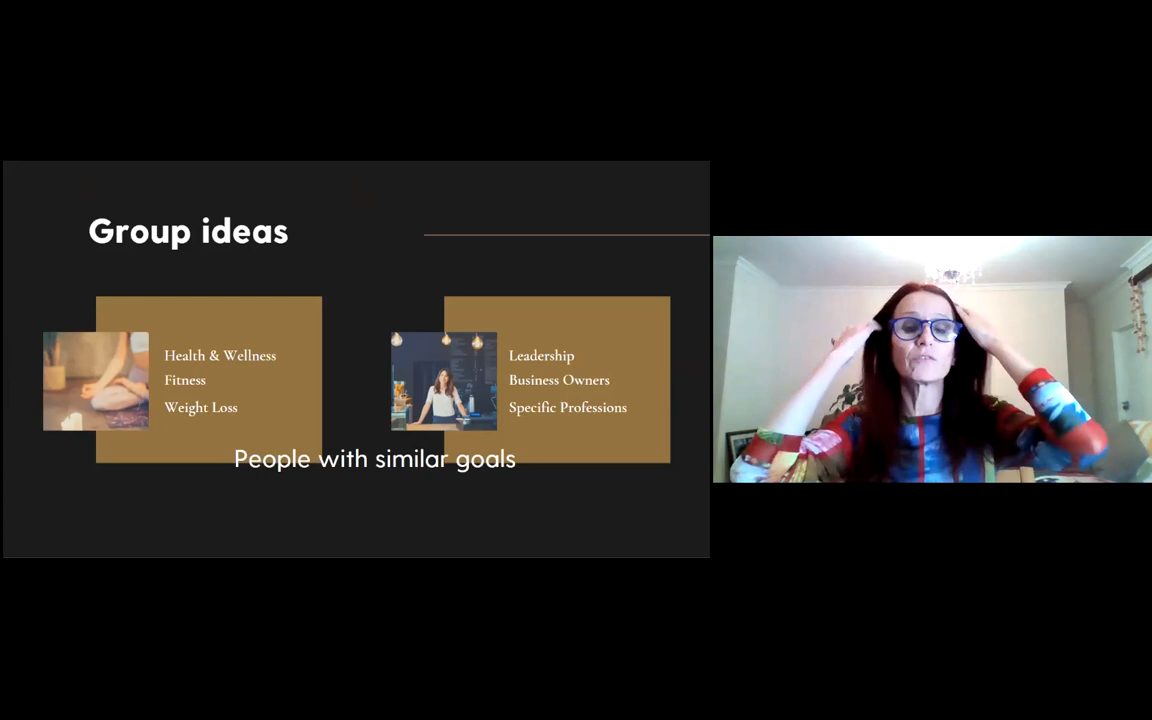 Group ideas
Health & Wellness
Fitness
Weight Loss
Leadership
Business Owners
Specific Professions
People with similar goals